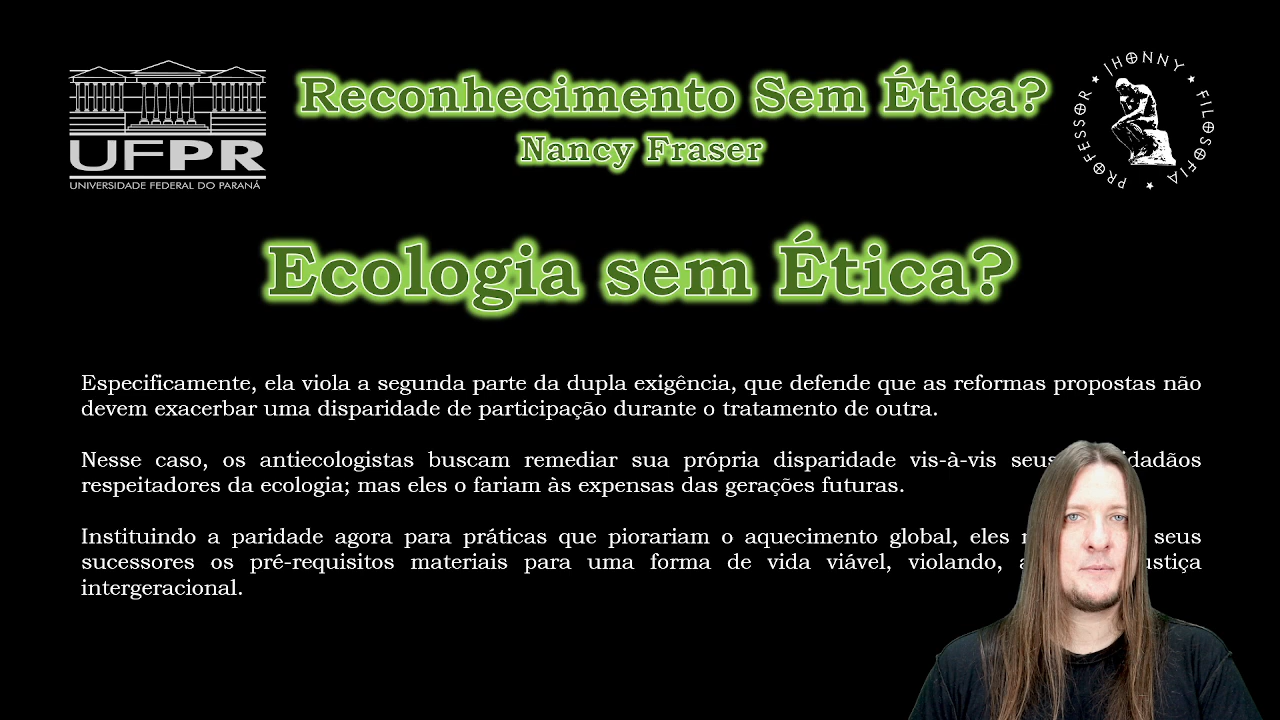 UFPR
UNIVERSIDADE FEDERAL DO PARANÁ
Reconhecimento Sem Ética?
Nancy Fraser
PROFESSOR JHONNY FILOSOFIA
Ecologia sem Ética?
Especificamente, ela viola a segunda parte da dupla exigência, que defende que as reformas propostas não
devem exacerbar uma disparidade de participação durante o tratamento de outra.
Nesse caso, os antiecologistas buscam remediar sua própria disparidade vis-à-vis seus
respeitadores da ecologia; mas eles o fariam às expensas das gerações futuras.
Instituindo a paridade agora para práticas que piorariam o aquecimento global, eles seus
sucessores os pré-requisitos materiais para uma forma de vida viável, violando,
intergeracional.